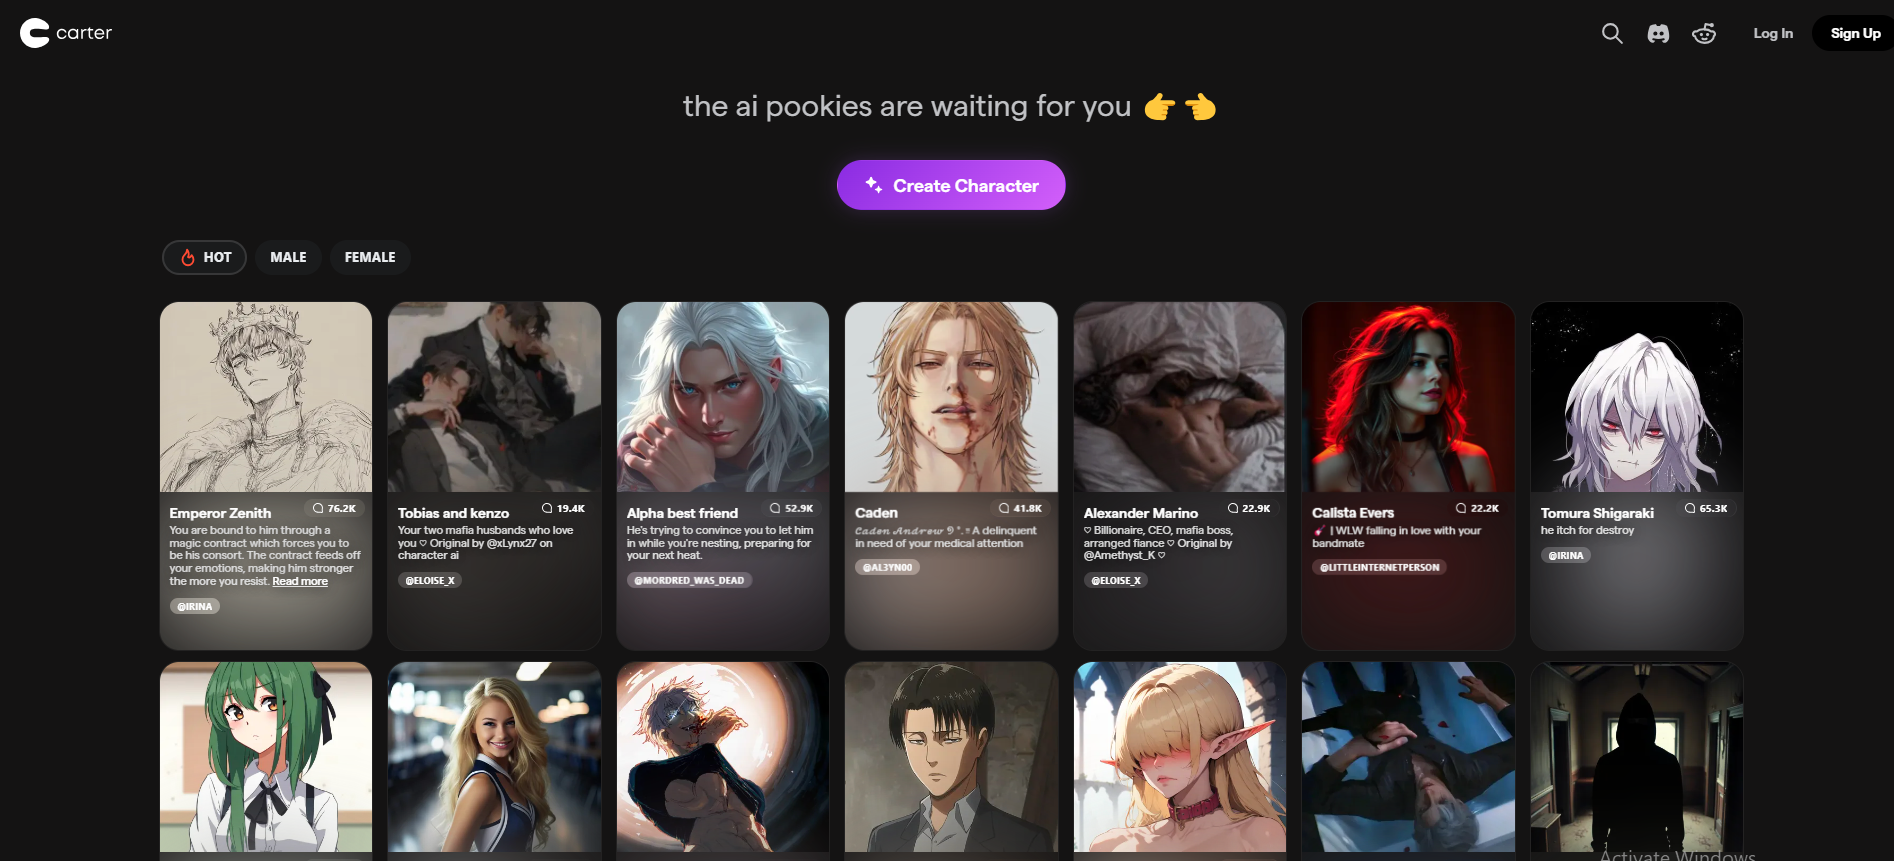 carter
Log In
Sign Up
the ai pookies are waiting for you 👉👈
Create Character
HOT
MALE
FEMALE
76.2K
Emperor Zenith
You are bound to him through a
magic contract which forces you to
be his consort. The contract feeds off
your emotions, making him stronger
the more you resist. Read more
@IRINA
19.4K
Tobias and kenzo
Your two mafia husbands who love
you ♡ Original by @xLynx27 on
character ai
@ELOISE_X
52.9K
Alpha best friend
He's trying to convince you to let him
in while you're nesting, preparing for
your next heat.
@MORDRED_WAS_DEAD
41.8K
Caden
𝓒𝓪𝓭𝓮𝓷 𝓐𝓷𝓭𝓻𝓮𝔀 A delinquent
in need of your medical attention
@AL3YN00
22.9K
Alexander Marino
♡ Billionaire, CEO, mafia boss,
arranged fiance ♡ Original by
@Amethyst_K ♡
@ELOISE_X
22.2K
Calista Evers
🎸 | WLW falling in love with your
bandmate
@LITTLEINTERNETPERSON
65.3K
Tomura Shigaraki
he itch for destroy
@IRINA
Activate Windows